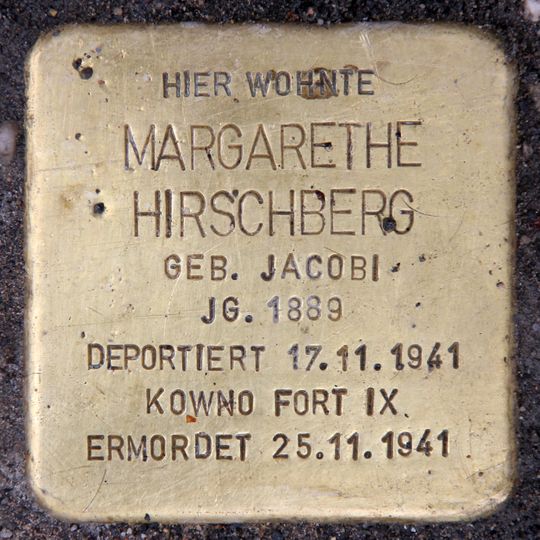 HIER WOHNTE
MARGARETHE
HIRSCHBERG
GEB. JACOBI
JG. 1889
DEPORTIERT 17.11.1941
KOWNO FORT IX
ERMORDET 25.11.1941